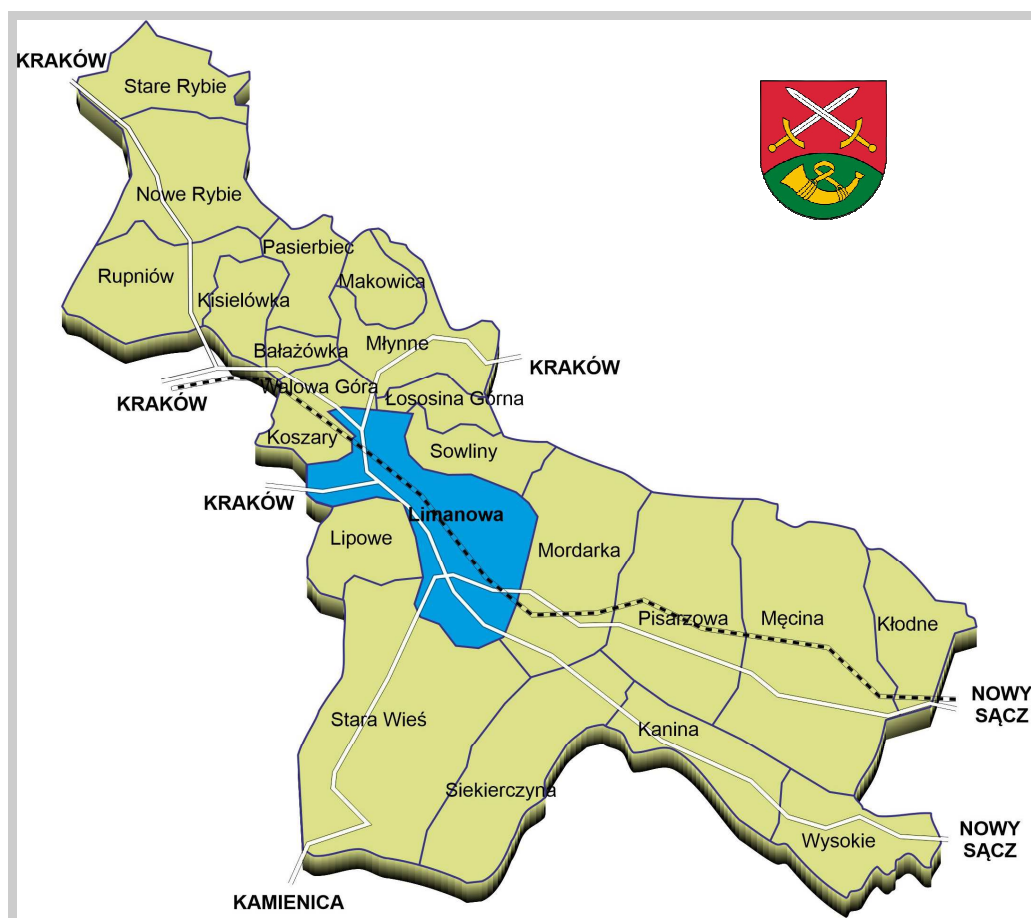 KRAKÓW
Stare Rybie
Nowe Rybie
Pasierbiec
Rupniów
Makowica
Kisielówka
Młynne
Bałażówka
KRAKÓW
Walowa Góra
KRAKÓW
Łososina Górna
Koszary
Sowliny
KRAKÓW
Limanowa
Lipowe
Mordarka
Pisarzowa
Męcina
Kłodne
NOWY
SĄCZ
Stara Wieś
Kanina
Siekierczyna
Wysokie
NOWY
SĄCZ
KAMIENICA